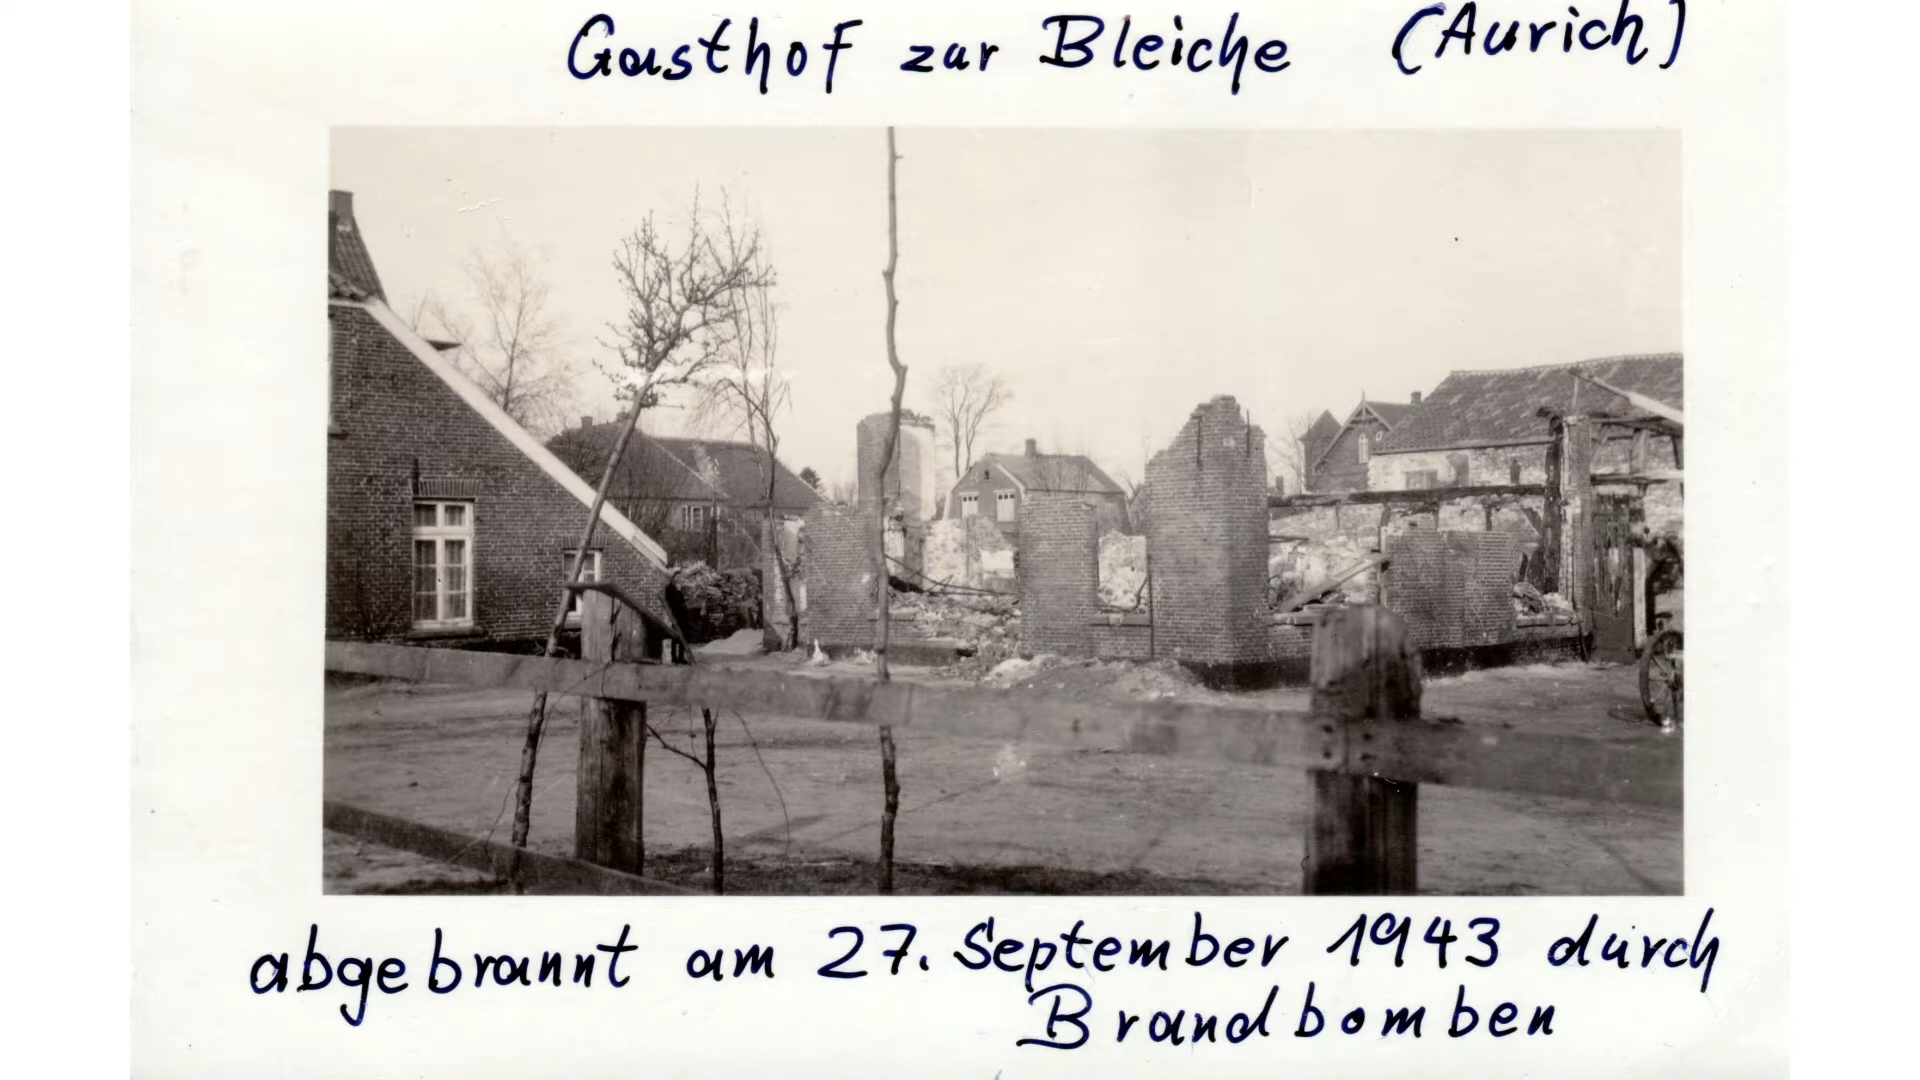 Gasthof zur Bleiche (Aurich)
abgebrannt am 27. September 1943 durch
Brandbomben